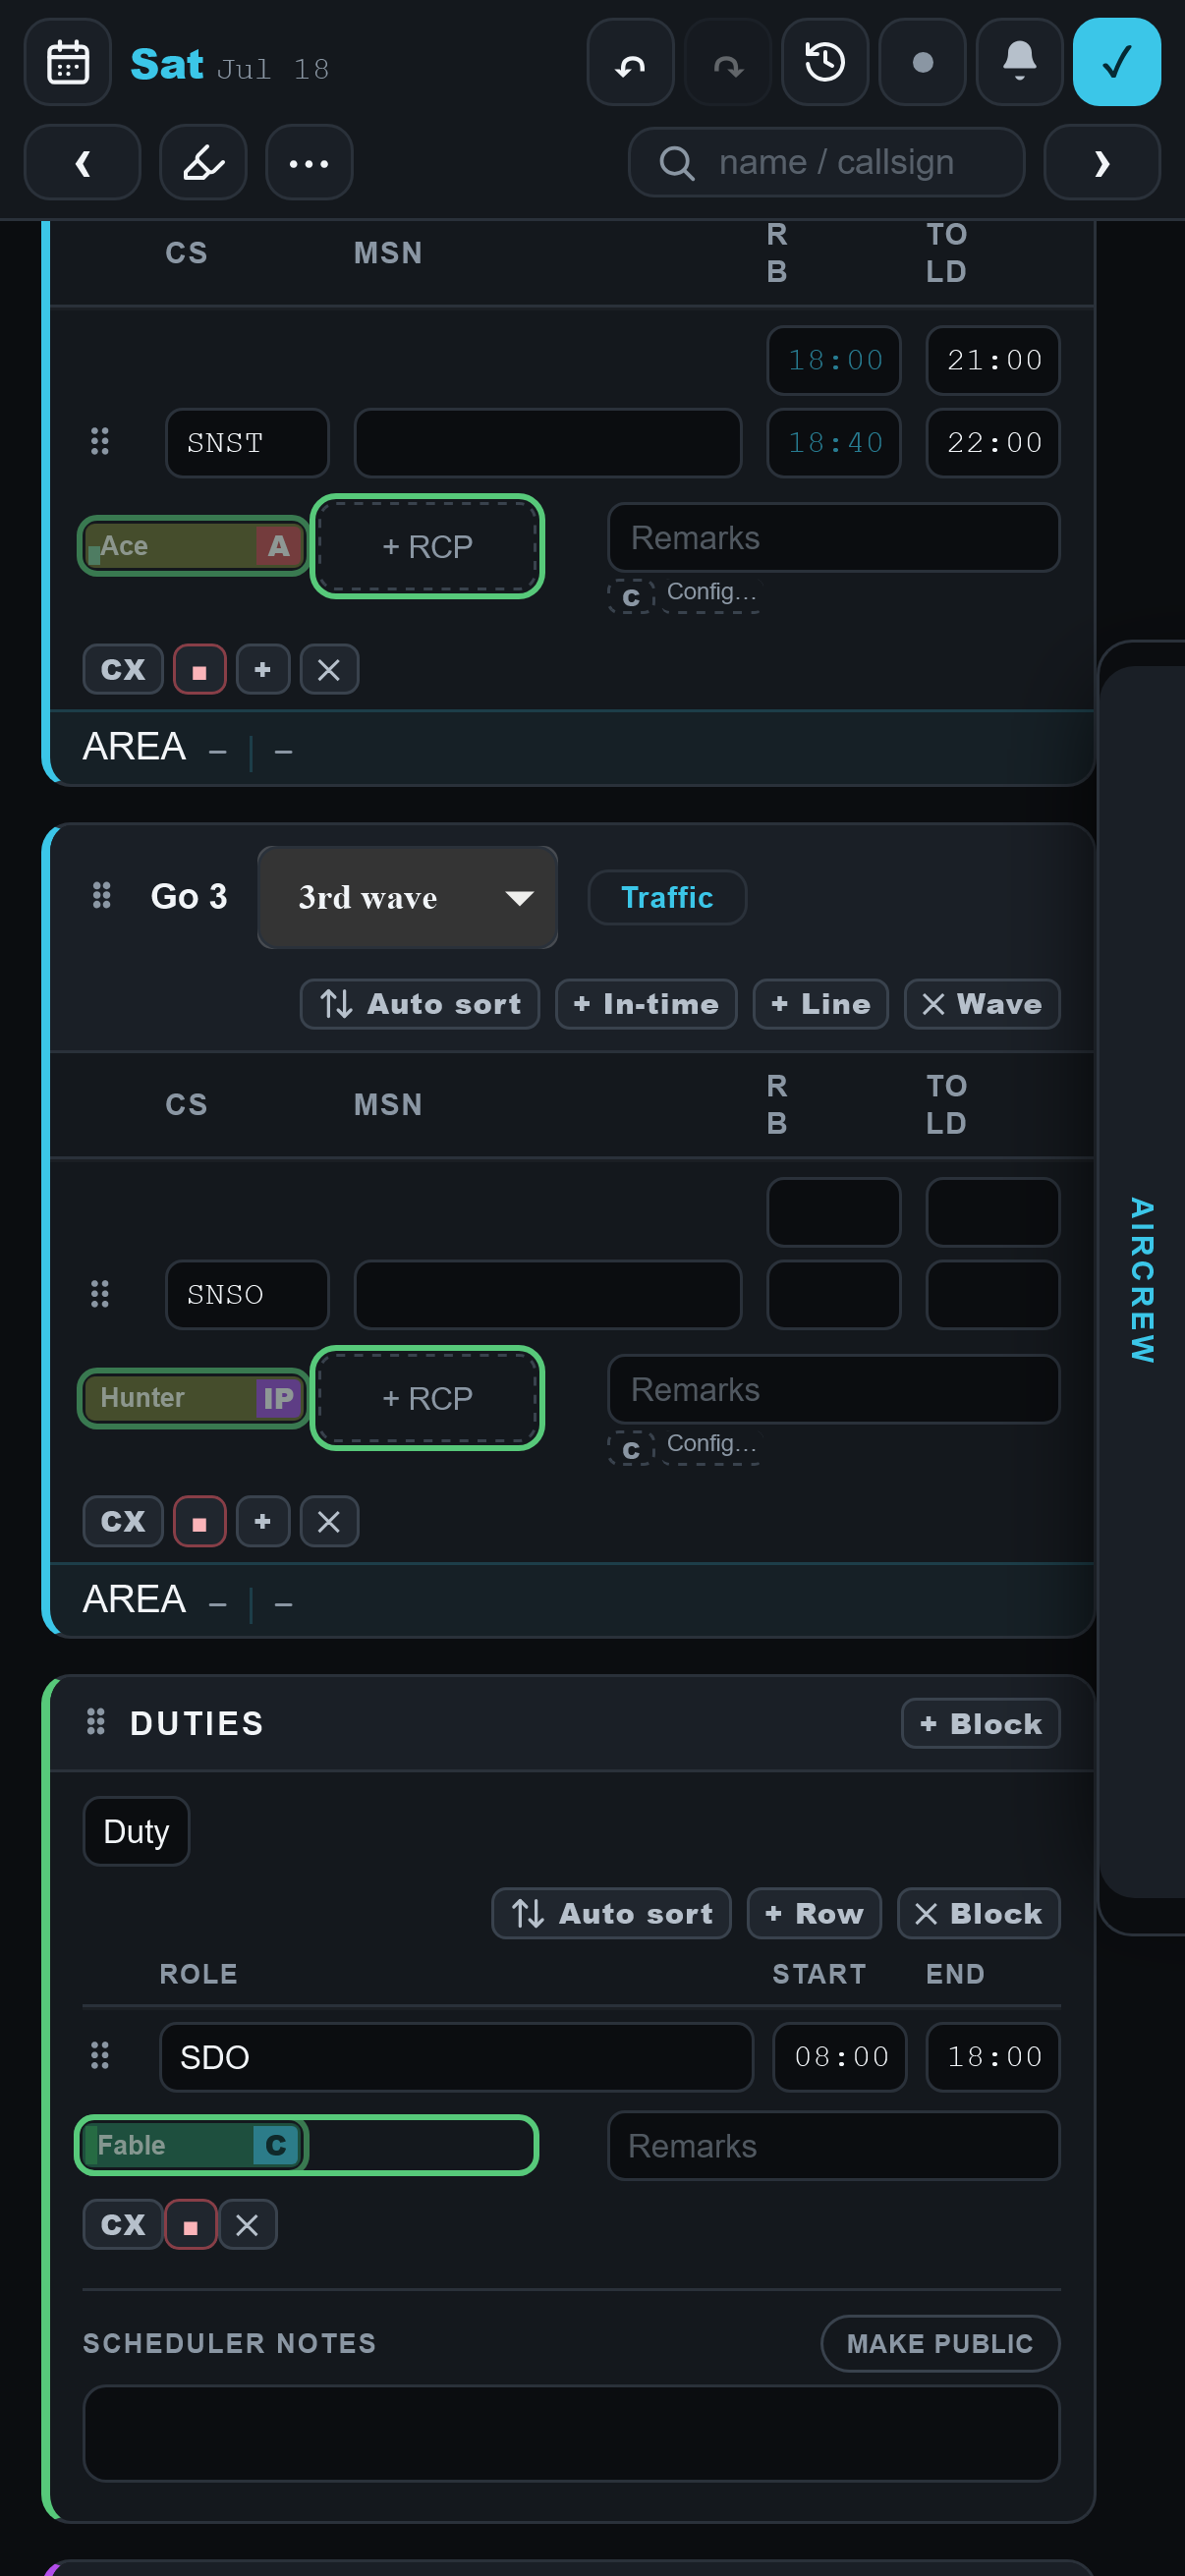 Sat Jul 18
name / callsign
CS MSN R B TO LD
18:00 21:00
SNST 18:40 22:00
Ace A + RCP Remarks
C Config...
CX +
AREA – | –
Go 3 3rd wave Traffic
Auto sort + In-time + Line × Wave
CS MSN R B TO LD
SNSO
Hunter IP + RCP Remarks
C Config...
CX +
AREA – | –
DUTIES + Block
Duty
Auto sort + Row × Block
ROLE START END
SDO 08:00 18:00
Fable C Remarks
CX
SCHEDULER NOTES MAKE PUBLIC
AIRCREW